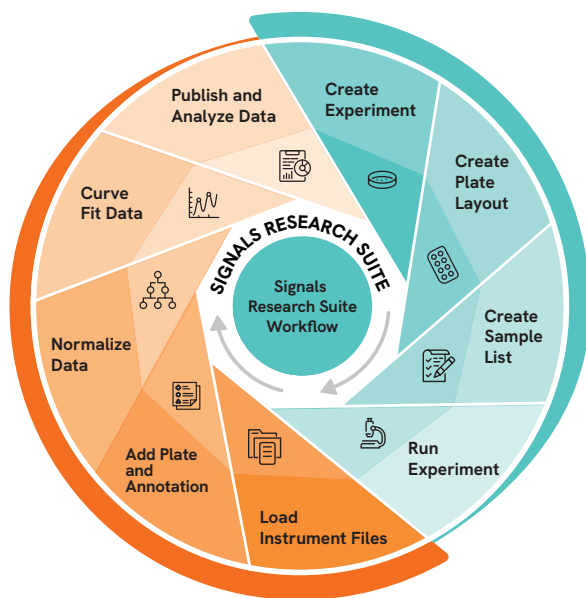 Publish and
Analyze Data
Create
Experiment
Create
Plate
Layout
Create
Sample
List
Run
Experiment
Load
Instrument Files
Add Plate
and
Annotation
Normalize
Data
Curve
Fit Data
SIGNALS RESEARCH SUITE
Signals
Research Suite
Workflow